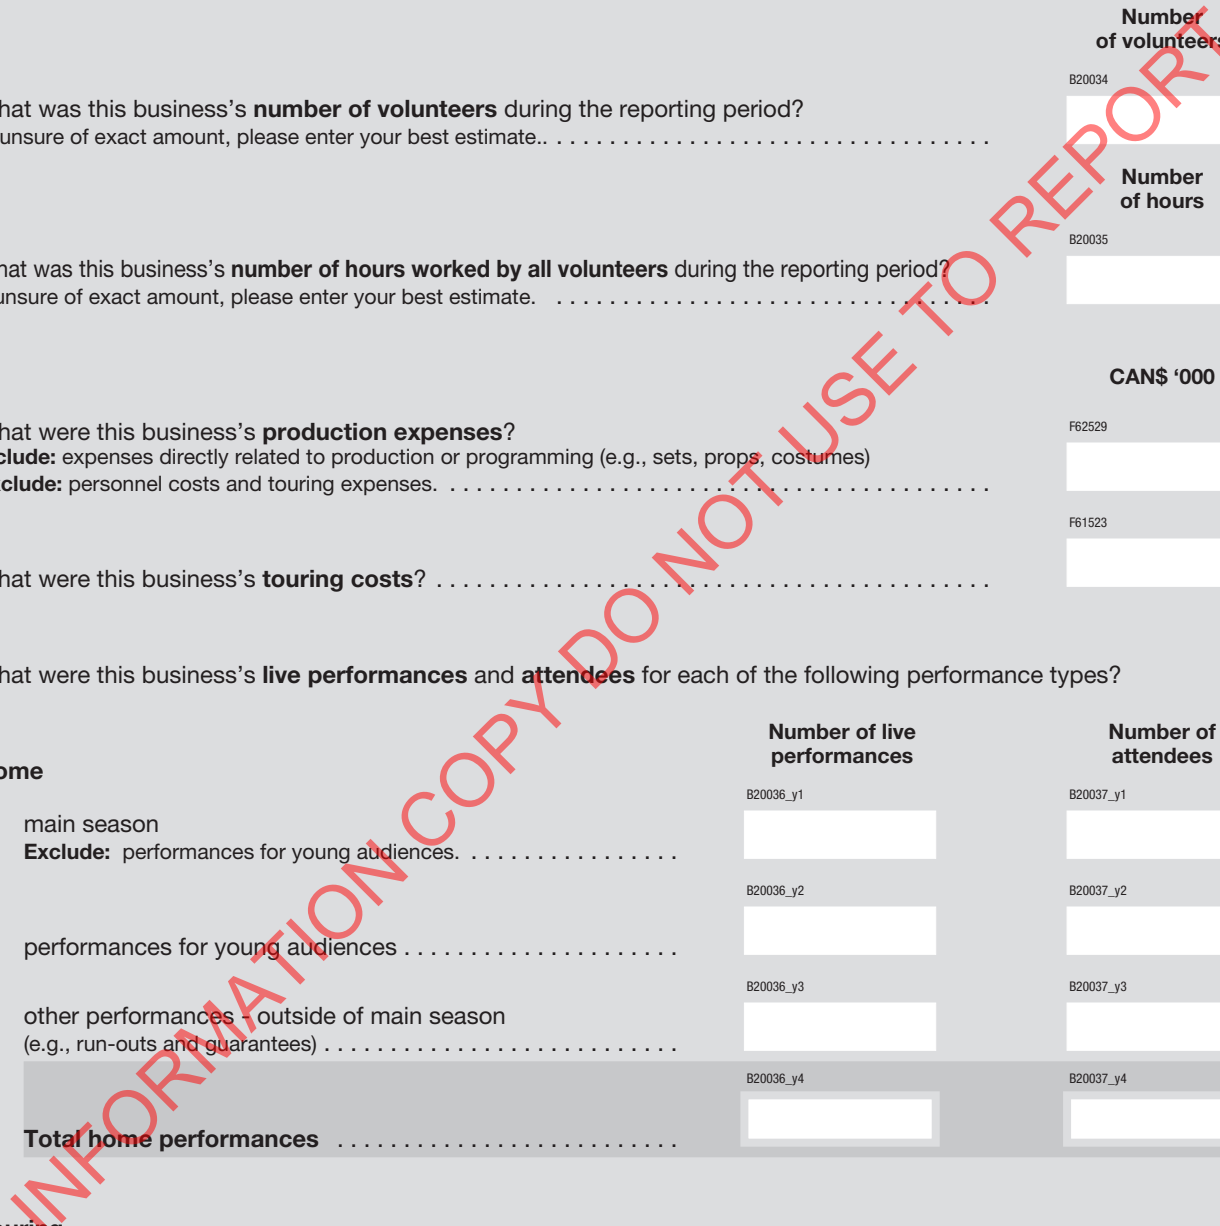 Number
of volunteers
B20034
hat was this business's number of volunteers during the reporting period?
unsure of exact amount, please enter your best estimate.. . . . . . . . . . . . . . . . . . . . . . . . . . . . . . . . . .
Number
of hours
B20035
hat was this business's number of hours worked by all volunteers during the reporting period?
unsure of exact amount, please enter your best estimate. . . . . . . . . . . . . . . . . . . . . . . . . . . . . . . . . .
CAN$ ‘000
F62529
hat were this business's production expenses?
clude: expenses directly related to production or programming (e.g., sets, props, costumes)
clude: personnel costs and touring expenses. . . . . . . . . . . . . . . . . . . . . . . . . . . . . . . . . . . . . . . . . .
F61523
hat were this business's touring costs? . . . . . . . . . . . . . . . . . . . . . . . . . . . . . . . . . . . . . . . . . .
hat were this business's live performances and attendees for each of the following performance types?
Number of live
performances
Number of
attendees
ome
B20036_y1 B20037_y1
main season
Exclude: performances for young audiences. . . . . . . . . . . . . . . . .
B20036_y2 B20037_y2
performances for young audiences . . . . . . . . . . . . . . . . . . . . .
B20036_y3 B20037_y3
other performances - outside of main season
(e.g., run-outs and guarantees) . . . . . . . . . . . . . . . . . . . . . . . . . . .
B20036_y4 B20037_y4
Total home performances . . . . . . . . . . . . . . . . . . . . . . . . . .
INFORMATION COPY DO NOT USE TO REPORT